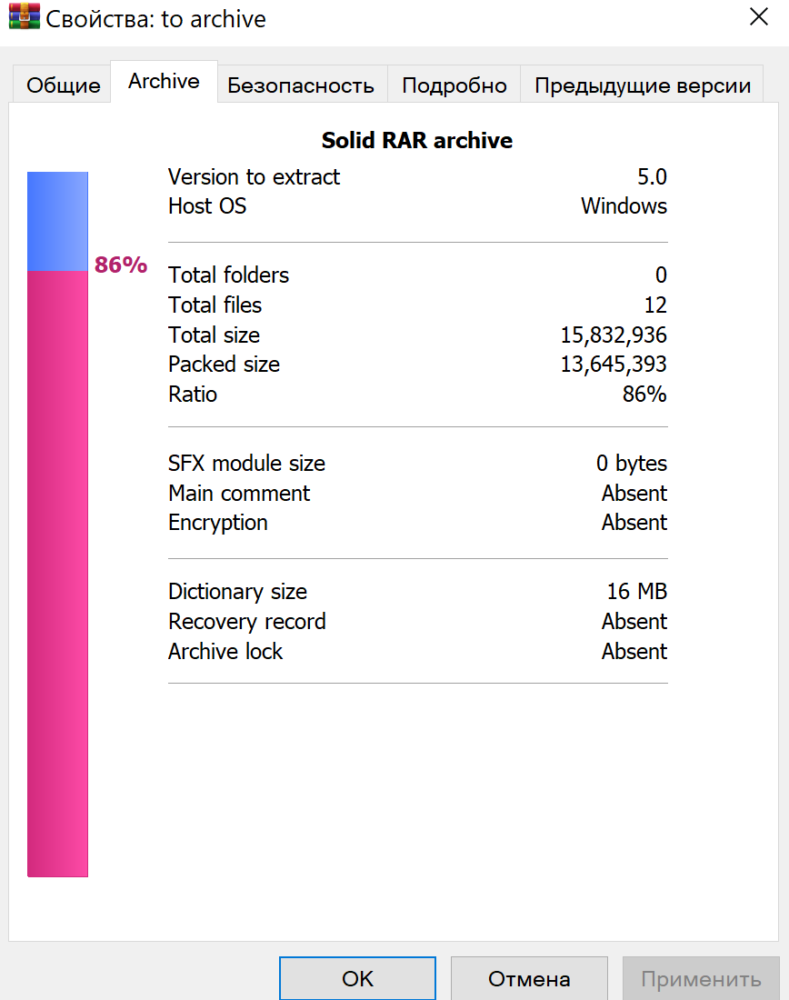 Свойства: to archive
Общие Archive Безопасность Подробно Предыдущие версии
Solid RAR archive
Version to extract 5.0
Host OS Windows
86%
Total folders 0
Total files 12
Total size 15,832,936
Packed size 13,645,393
Ratio 86%
SFX module size 0 bytes
Main comment Absent
Encryption Absent
Dictionary size 16 MB
Recovery record Absent
Archive lock Absent
OK Отмена Применить